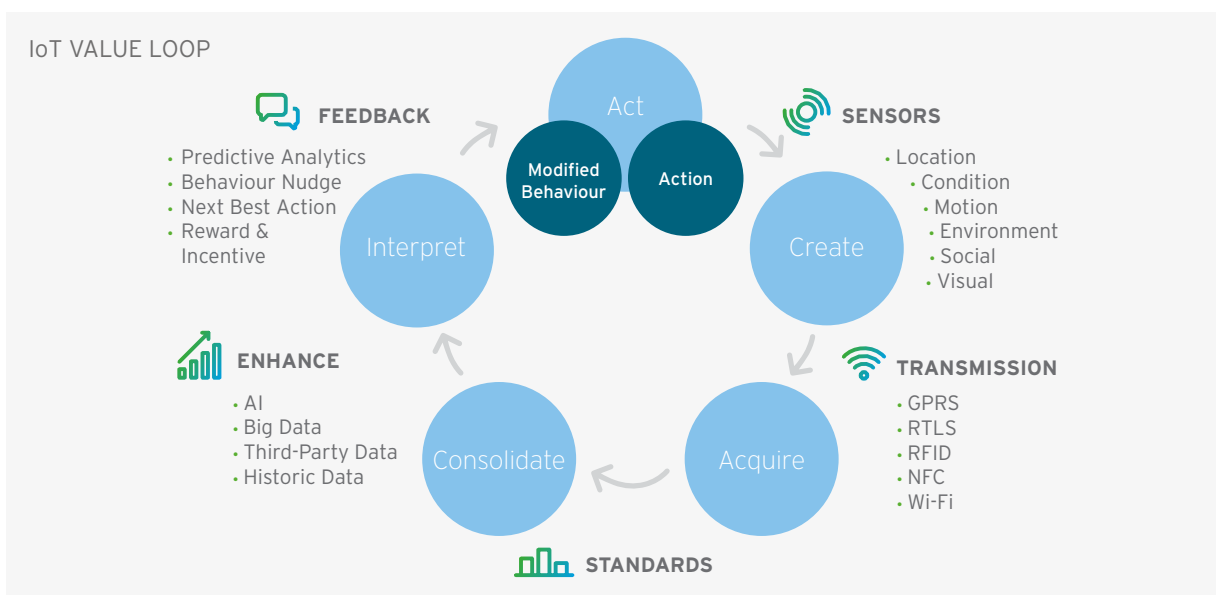 IoT VALUE LOOP
Act
Modified
Behaviour
Action
FEEDBACK
• Predictive Analytics
• Behaviour Nudge
• Next Best Action
• Reward &
Incentive
SENSORS
• Location
• Condition
• Motion
• Environment
• Social
• Visual
Interpret
Create
ENHANCE
• AI
• Big Data
• Third-Party Data
• Historic Data
TRANSMISSION
• GPRS
• RTLS
• RFID
• NFC
• Wi-Fi
Consolidate
Acquire
STANDARDS